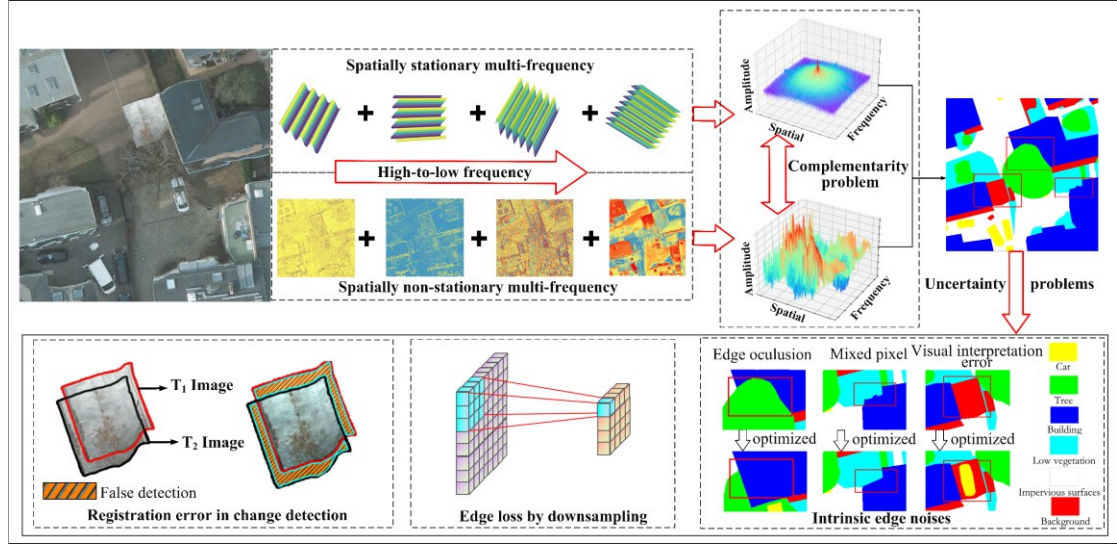 Spatially stationary multi-frequency
+ + +
High-to-low frequency
+ + +
Spatially non-stationary multi-frequency
Amplitude
Spatial
Frequency
Complementarity
problem
Amplitude
Spatial
Frequency
Uncertainty problems
T₁ Image
T₂ Image
False detection
Registration error in change detection
Edge loss by downsampling
Edge oculusion
Mixed pixel
Visual interpretation
error
optimized
optimized
optimized
Intrinsic edge noises
Car
Tree
Building
Low vegetation
Impervious surfaces
Background